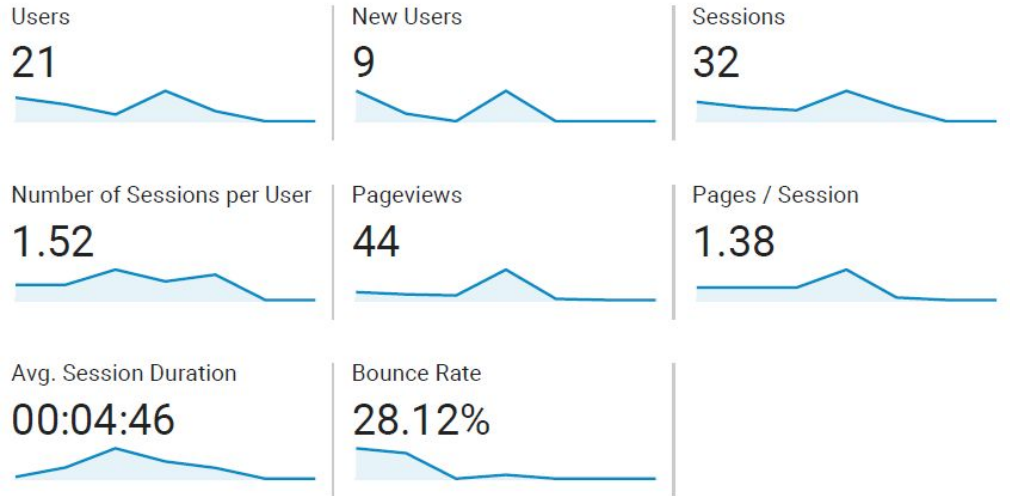 Users
21
New Users
9
Sessions
32
Number of Sessions per User
1.52
Pageviews
44
Pages / Session
1.38
Avg. Session Duration
00:04:46
Bounce Rate
28.12%